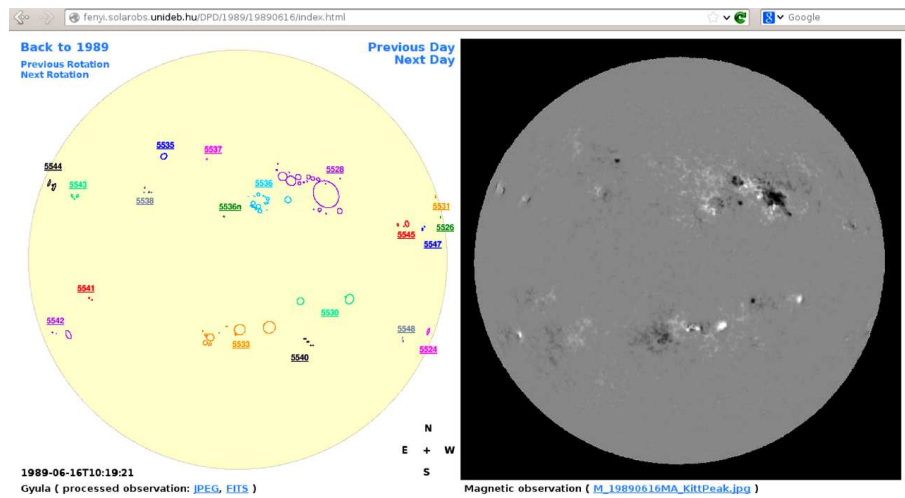 fenyi.solarobs.unideb.hu/DPD/1989/19890616/index.html
Google
Back to 1989
Previous Day
Next Day
Previous Rotation
Next Rotation
5535
5537
5544
5528
5543
5536
5538
5531
5536n
5526
5545
5547
5541
5542
5530
5548
5533
5524
5540
N
E + W
S
1989-06-16T10:19:21
Gyula ( processed observation: JPEG, FITS )
Magnetic observation ( M_19890616MA_KittPeak.jpg )